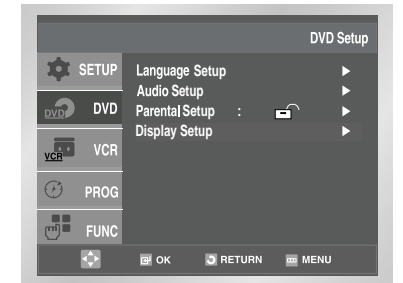 DVD Setup
SETUP
DVD
DVD
VCR
VCR
PROG
FUNC
Language Setup ▶
Audio Setup ▶
Parental Setup : ▶
Display Setup ▶
OK RETURN MENU